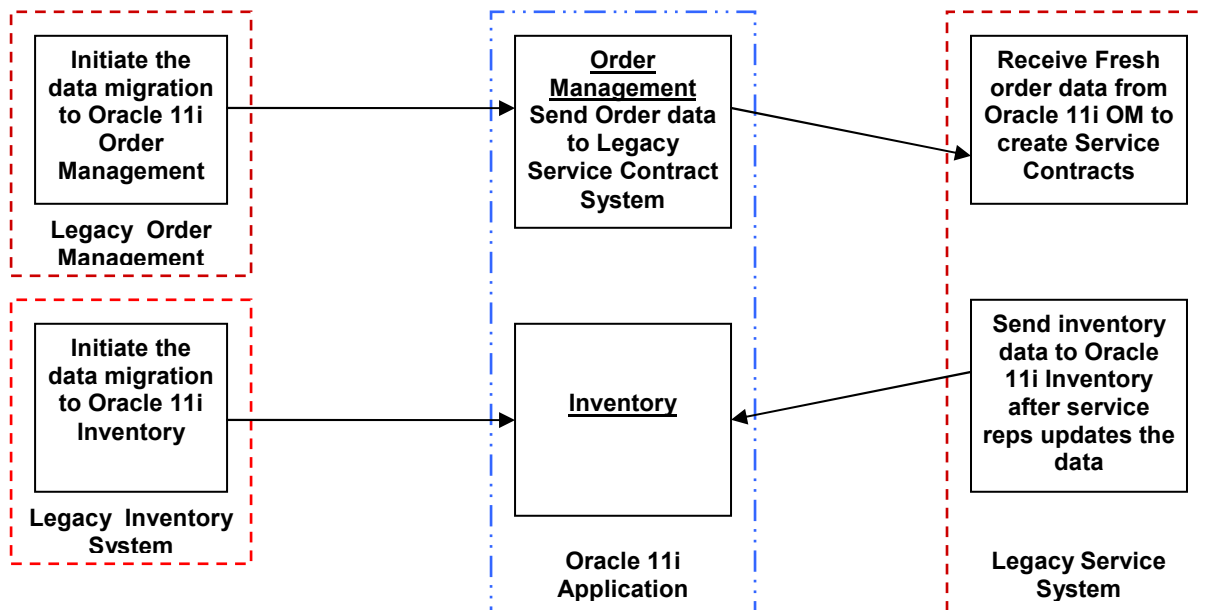 Initiate the
data migration
to Oracle 11i
Order
Management
Legacy Order
Management
Order
Management
Send Order data
to Legacy
Service Contract
System
Receive Fresh
order data from
Oracle 11i OM to
create Service
Contracts
Initiate the
data migration
to Oracle 11i
Inventory
Legacy Inventory
System
Inventory
Send inventory
data to Oracle
11i Inventory
after service
reps updates the
data
Oracle 11i
Application
Legacy Service
System